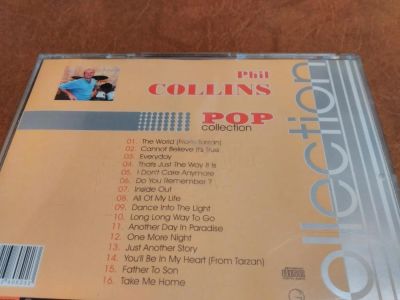 Phil
COLLINS
POP
collection
01. The World (From Tarzan)
02. Cannot Believe It's True
03. Everyday
04. That's Just The Way It Is
05. I Don't Care Anymore
06. Do You Remember ?
07. Inside Out
08. All Of My Life
09. Dance Into The Light
10. Long Long Way To Go
11. Another Day In Paradise
12. One More Night
13. Just Another Story
14. You'll Be In My Heart (From Tarzan)
15. Father To Son
16. Take Me Home
ollection